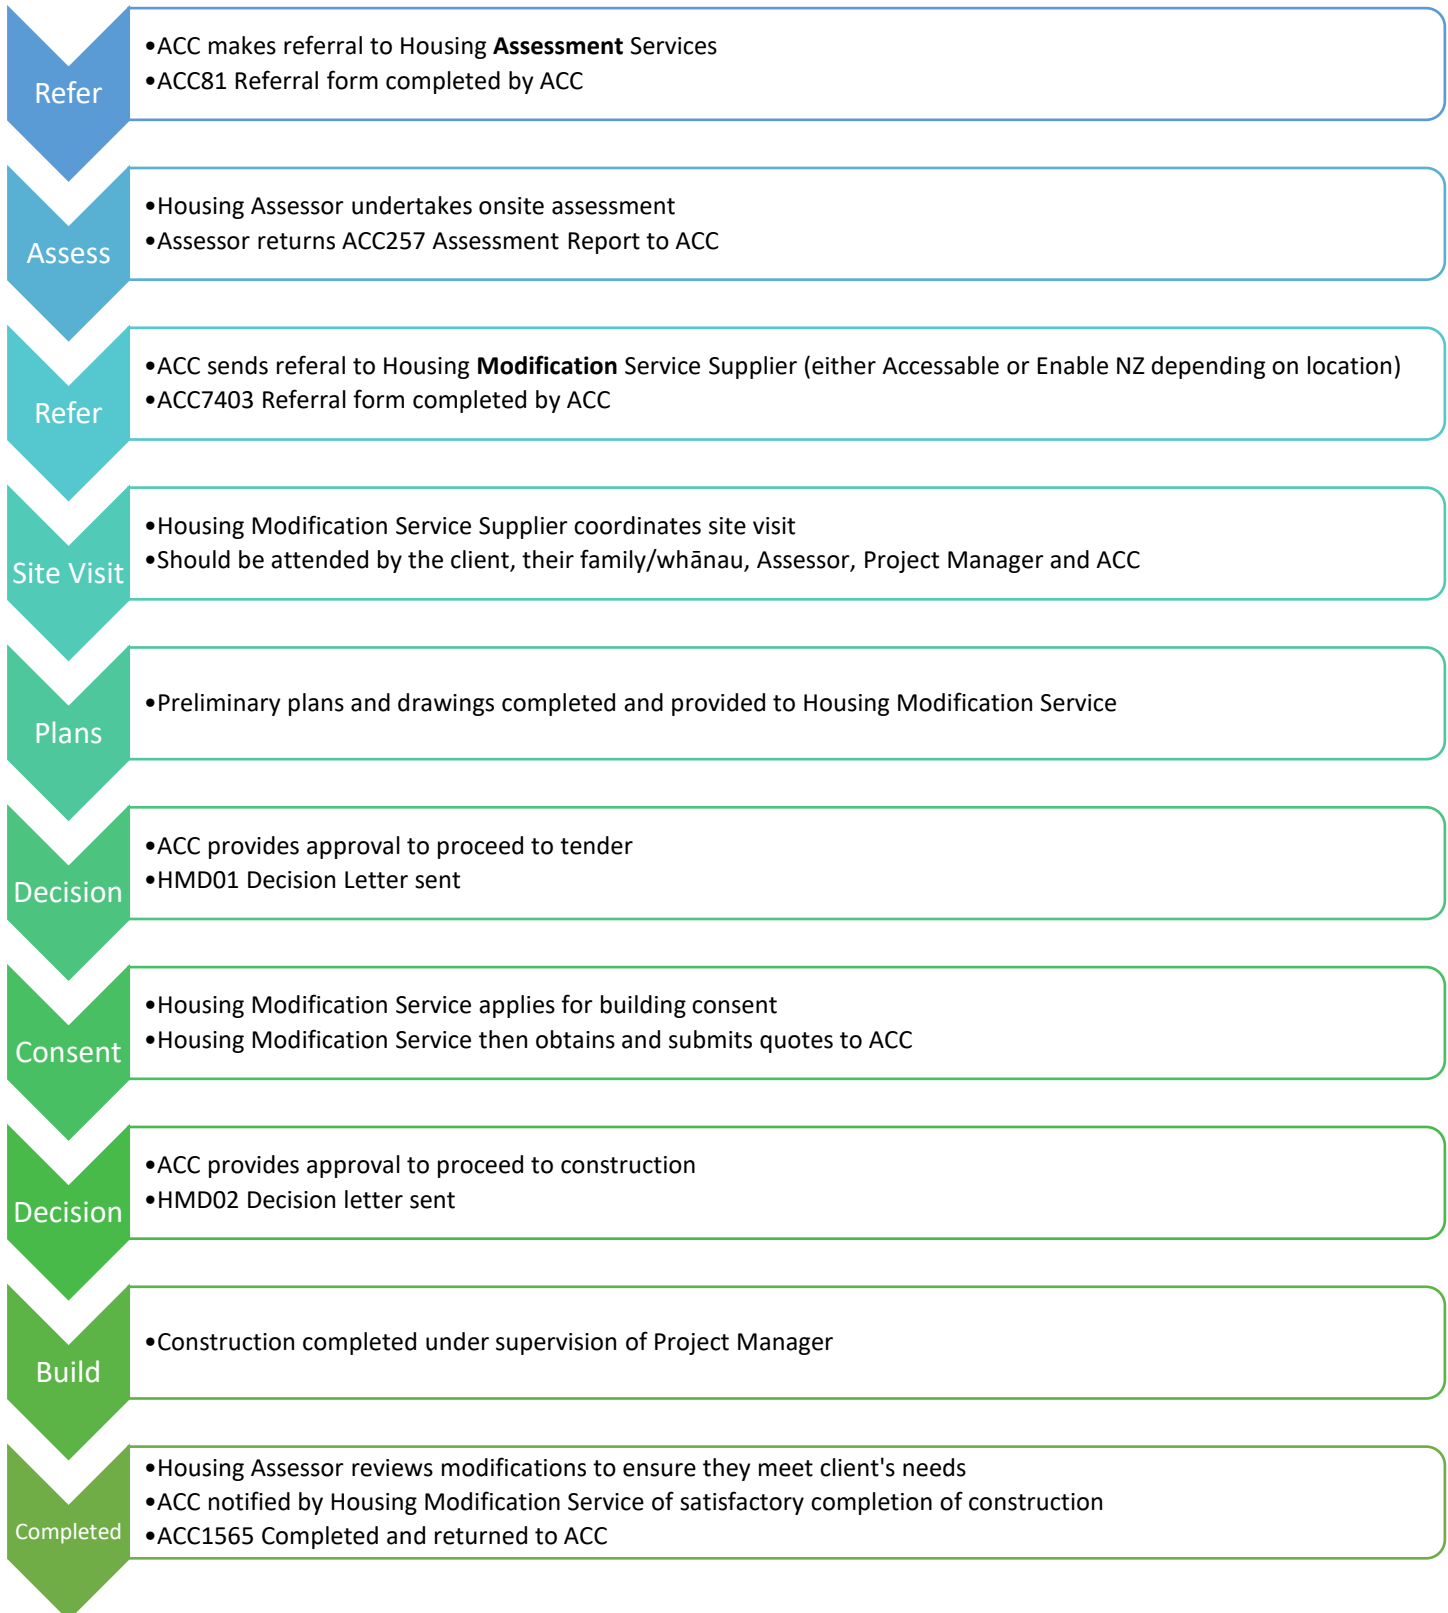 Refer
•ACC makes referral to Housing Assessment Services
•ACC81 Referral form completed by ACC
Assess
•Housing Assessor undertakes onsite assessment
•Assessor returns ACC257 Assessment Report to ACC
Refer
•ACC sends referal to Housing Modification Service Supplier (either Accessable or Enable NZ depending on location)
•ACC7403 Referral form completed by ACC
Site Visit
•Housing Modification Service Supplier coordinates site visit
•Should be attended by the client, their family/whānau, Assessor, Project Manager and ACC
Plans
•Preliminary plans and drawings completed and provided to Housing Modification Service
Decision
•ACC provides approval to proceed to tender
•HMD01 Decision Letter sent
Consent
•Housing Modification Service applies for building consent
•Housing Modification Service then obtains and submits quotes to ACC
Decision
•ACC provides approval to proceed to construction
•HMD02 Decision letter sent
Build
•Construction completed under supervision of Project Manager
Completed
•Housing Assessor reviews modifications to ensure they meet client's needs
•ACC notified by Housing Modification Service of satisfactory completion of construction
•ACC1565 Completed and returned to ACC